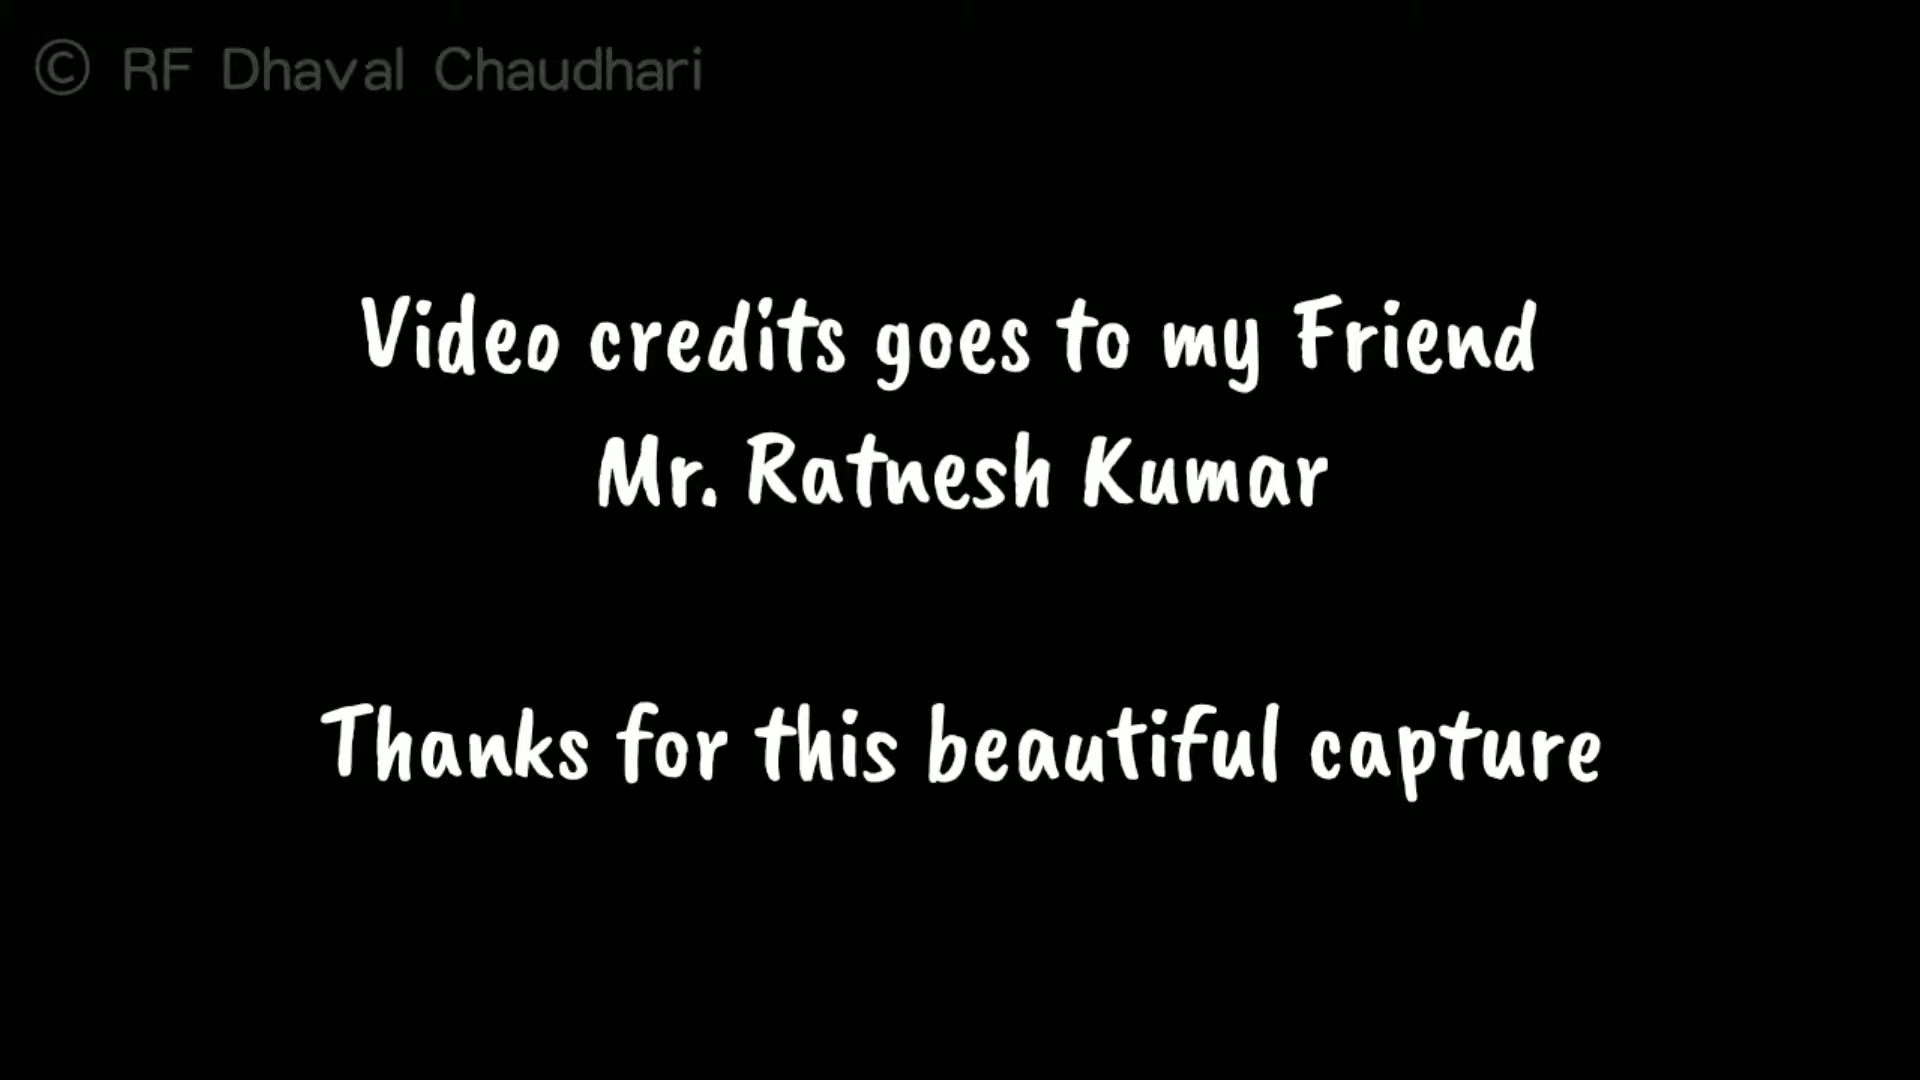 © RF Dhaval Chaudhari
Video credits goes to my Friend
Mr. Ratnesh Kumar
Thanks for this beautiful capture